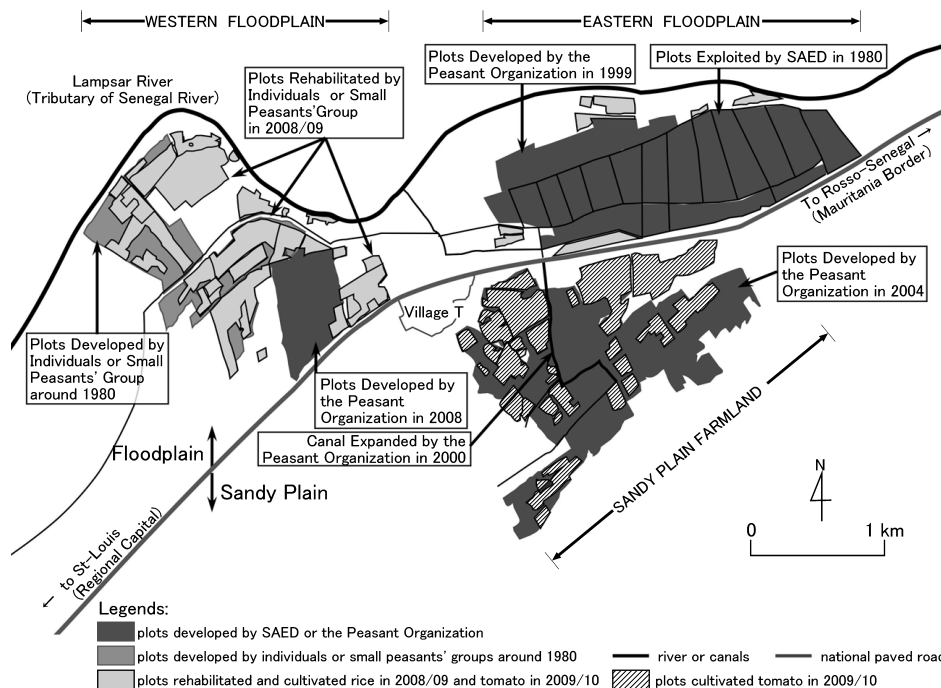 WESTERN FLOODPLAIN
EASTERN FLOODPLAIN
Lampsar River
(Tributary of Senegal River)
Plots Rehabilitated by
Individuals or Small
Peasants'Group
in 2008/09
Plots Developed by the
Peasant Organization in 1999
Plots Exploited by SAED in 1980
To Rosso-Senegal →
(Mauritania Border)
Plots Developed by
the Peasant
Organization in 2004
Village T
Plots Developed by
Individuals or Small
Peasants' Group
around 1980
Plots Developed by
the Peasant
Organization in 2008
Canal Expanded by the
Peasant Organization in 2000
Floodplain
Sandy Plain
SANDY PLAIN FARMLAND
N
0 1 km
← to St-Louis
(Regional Capital)
Legends:
plots developed by SAED or the Peasant Organization
plots developed by individuals or small peasants' groups around 1980
river or canals
national paved road
plots rehabilitated and cultivated rice in 2008/09 and tomato in 2009/10
plots cultivated tomato in 2009/10